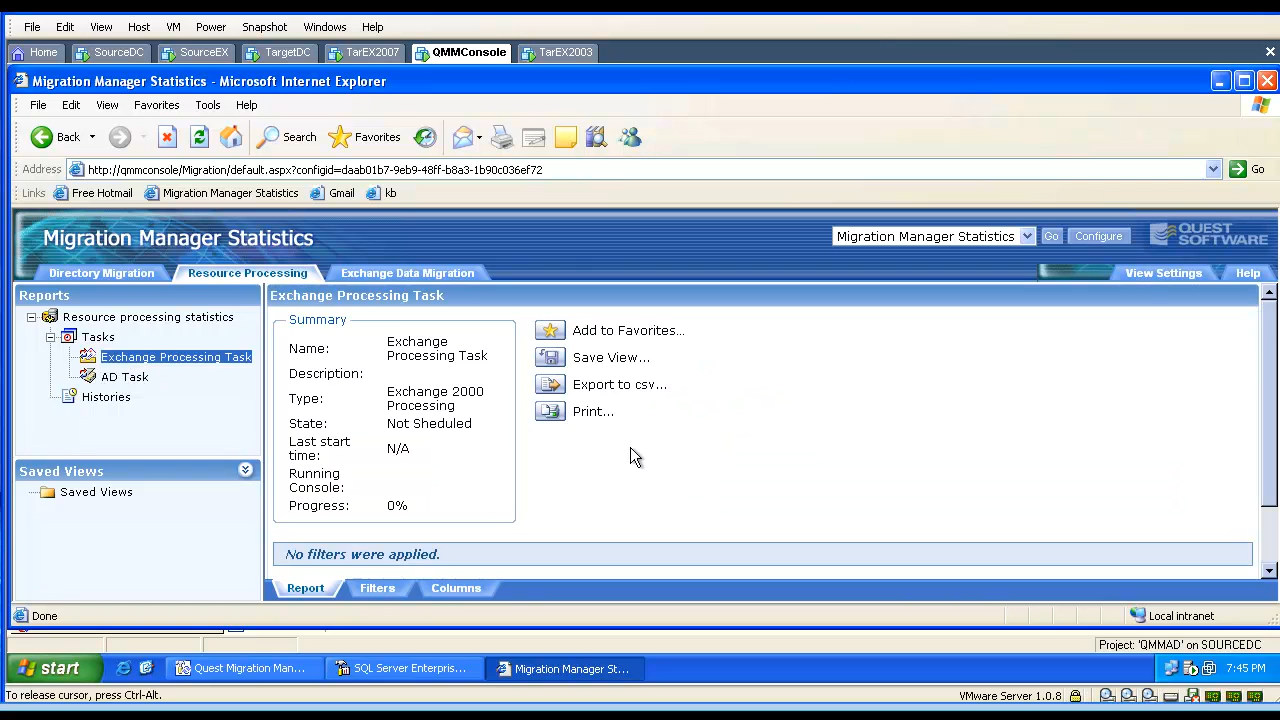 File Edit View Host VM Power Snapshot Windows Help
Home SourceDC SourceEX TargetDC TarEX2007 QMMConsole TarEX2003
Migration Manager Statistics - Microsoft Internet Explorer
File Edit View Favorites Tools Help
Back Search Favorites
Address http://qmmconsole/Migration/default.aspx?configid=daab01b7-9eb9-48ff-b8a3-1b90c036ef72 Go
Links Free Hotmail Migration Manager Statistics Gmail kb
Migration Manager Statistics Migration Manager Statistics Go Configure QUEST SOFTWARE
Directory Migration Resource Processing Exchange Data Migration View Settings Help
Reports
Resource processing statistics
Tasks
Exchange Processing Task
AD Task
Histories
Saved Views
Saved Views
Exchange Processing Task
Summary
Name: Exchange Processing Task
Description:
Type: Exchange 2000 Processing
State: Not Sheduled
Last start time: N/A
Running Console:
Progress: 0%
Add to Favorites...
Save View...
Export to csv...
Print...
No filters were applied.
Report Filters Columns
Done Local intranet
Project: 'QMMAD' on SOURCEDC
start Quest Migration Man... SQL Server Enterpris... Migration Manager St... 7:45 PM
To release cursor, press Ctrl-Alt. VMware Server 1.0.8